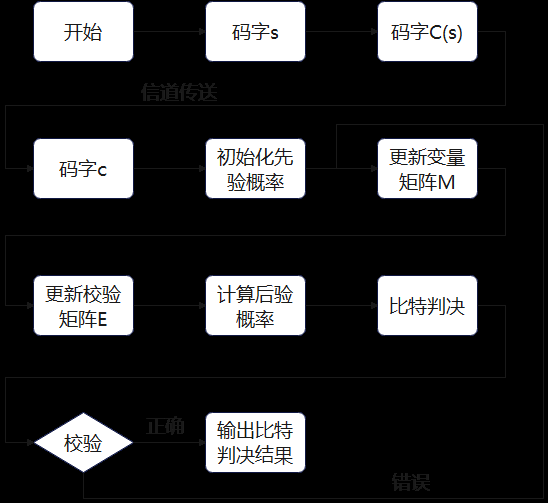 开始
码字s
码字C(s)
信道传送
码字c
初始化先
验概率
更新变量
矩阵M
更新校验
矩阵E
计算后验
概率
比特判决
校验
正确
输出比特
判决结果
错误